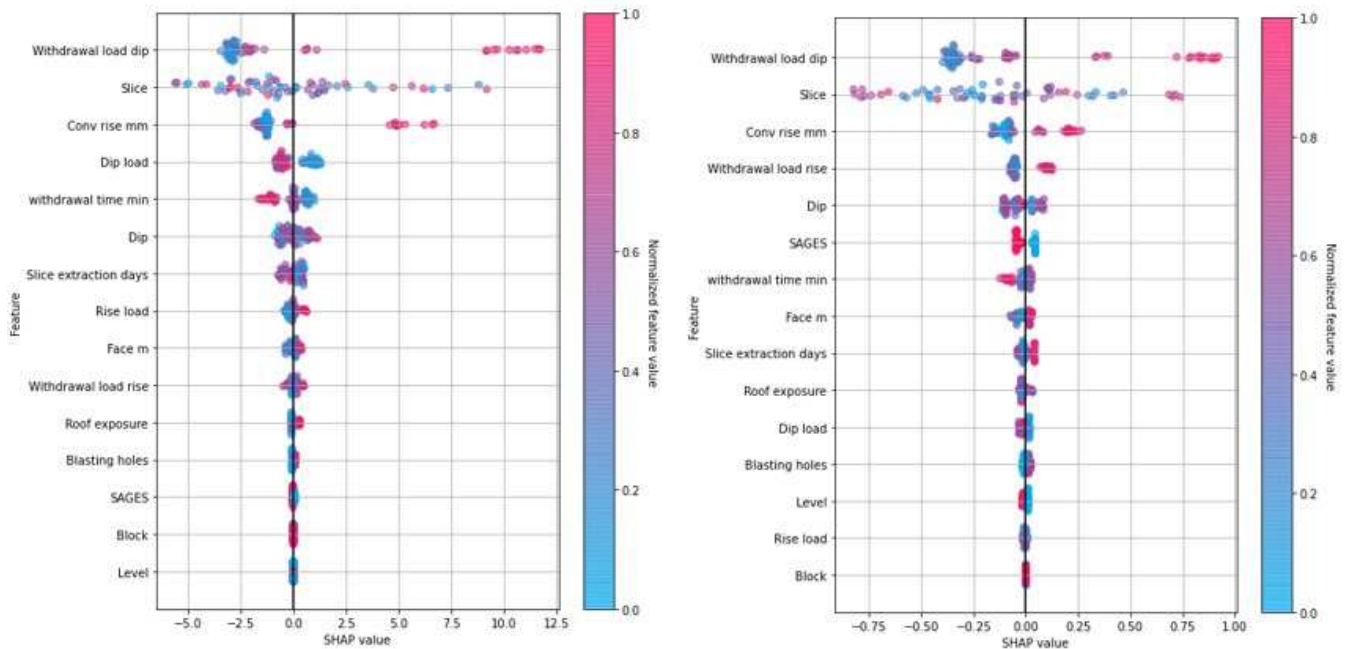 Withdrawal load dip
Slice
Conv rise mm
Dip load
withdrawal time min
Dip
Slice extraction days
Rise load
Face m
Withdrawal load rise
Roof exposure
Blasting holes
SAGES
Block
Level
Feature
−5.0 −2.5 0.0 2.5 5.0 7.5 10.0 12.5
SHAP value
1.0
0.8
0.6
0.4
0.2
0.0
Normalized feature value
Withdrawal load dip
Slice
Conv rise mm
Withdrawal load rise
Dip
SAGES
withdrawal time min
Face m
Slice extraction days
Roof exposure
Dip load
Blasting holes
Level
Rise load
Block
Feature
−0.75 −0.50 −0.25 0.00 0.25 0.50 0.75 1.00
SHAP value
1.0
0.8
0.6
0.4
0.2
0.0
Normalized feature value